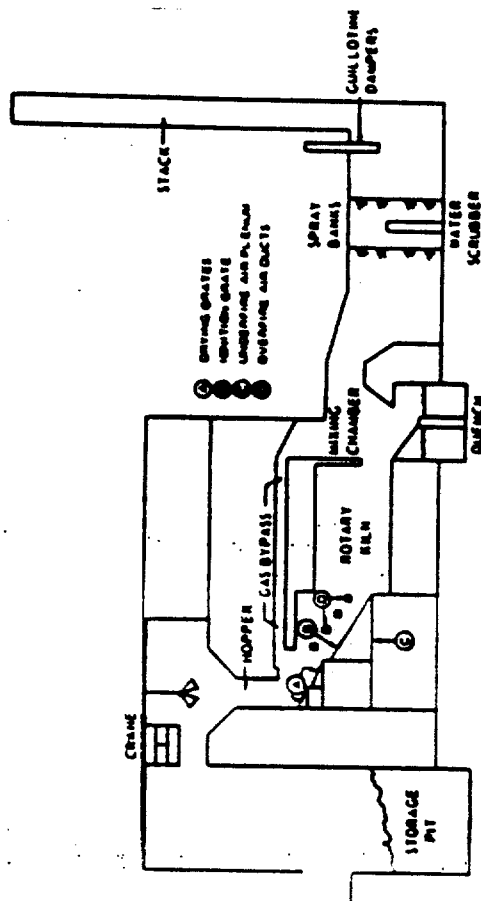 CRANE
HOPPER
GAS BYPASS
STORAGE
PIT
A
B
C
D
ROTARY
KILN
MIXING
CHAMBER
QUENCH
A DRYING GRATES
IGNITION GRATE
UNDERFIRE AIR PLENUM
OVERFIRE AIR DUCTS
STACK
SPRAY
BANKS
WATER
SCRUBBER
GUILLOTINE
DAMPERS